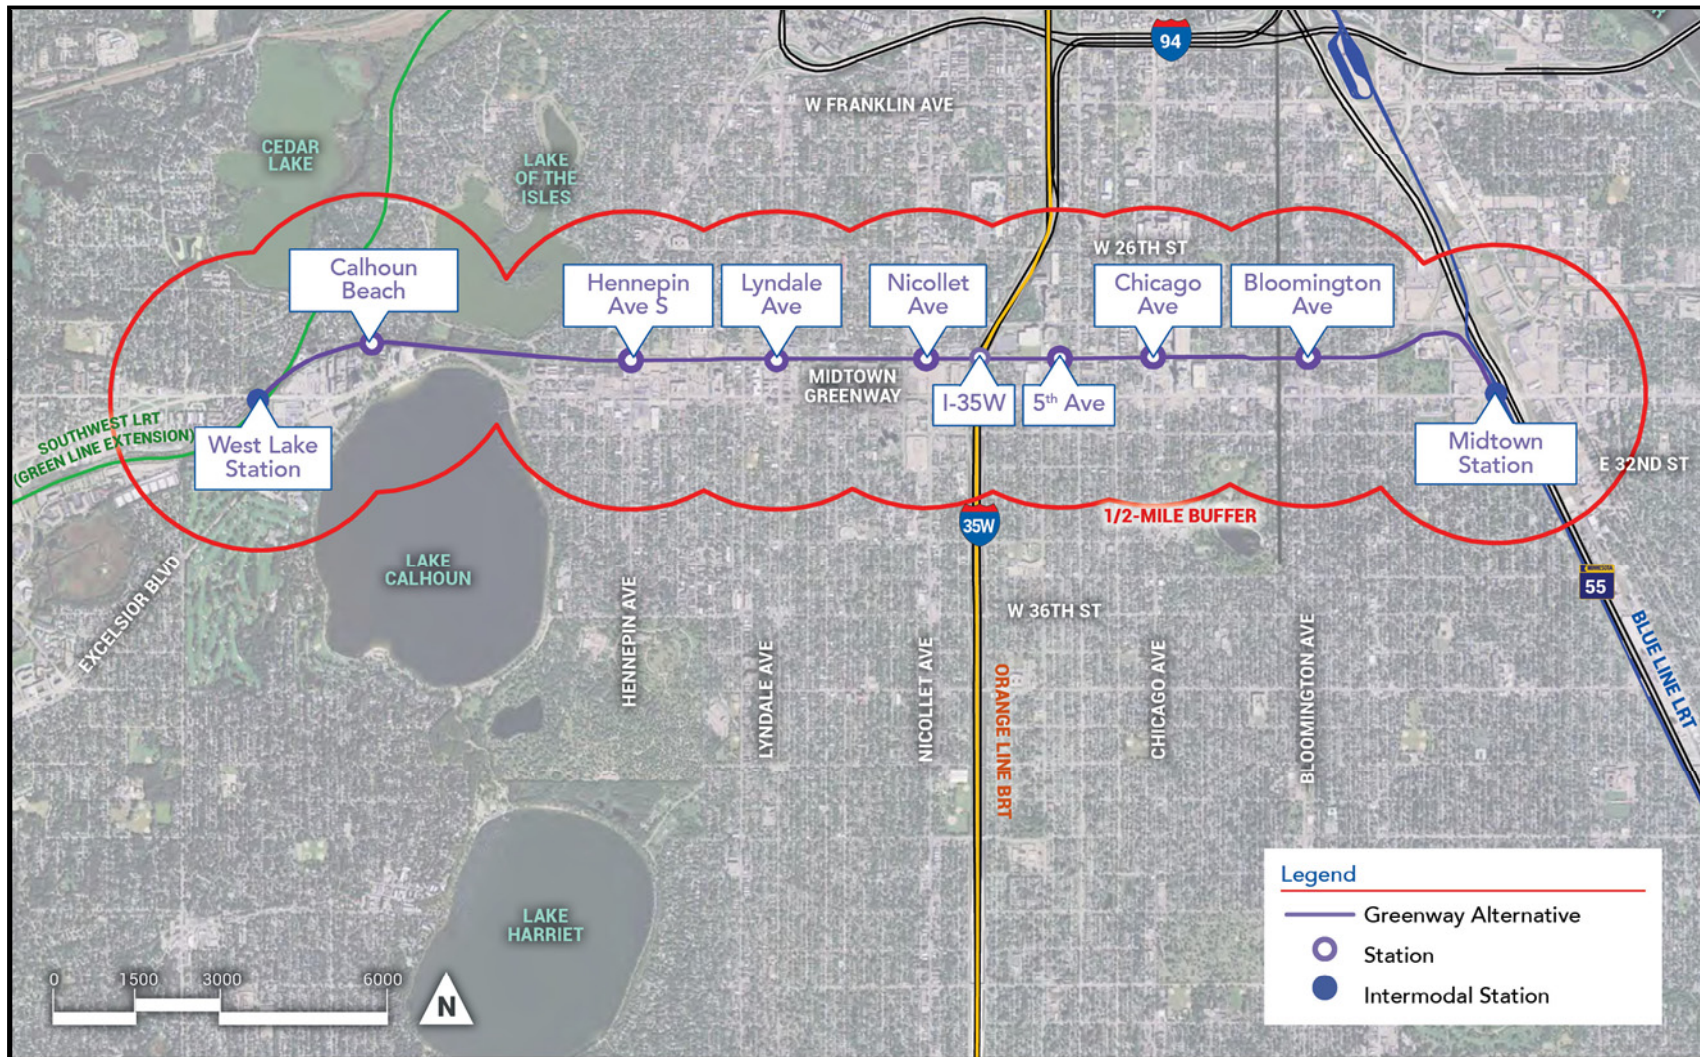 94
W FRANKLIN AVE
CEDAR
LAKE
LAKE
OF THE
ISLES
W 26TH ST
Calhoun
Beach
Hennepin
Ave S
Lyndale
Ave
Nicollet
Ave
Chicago
Ave
Bloomington
Ave
MIDTOWN
GREENWAY
I-35W
5th Ave
SOUTHWEST LRT
(GREEN LINE EXTENSION)
West Lake
Station
Midtown
Station
E 32ND ST
1/2-MILE BUFFER
35W
LAKE
CALHOUN
EXCELSIOR BLVD
HENNEPIN AVE
LYNDALE AVE
NICOLLET AVE
W 36TH ST
ORANGE LINE BRT
CHICAGO AVE
BLOOMINGTON AVE
MINNESOTA
55
BLUE LINE LRT
LAKE
HARRIET
0 1500 3000 6000
N
Legend
Greenway Alternative
Station
Intermodal Station